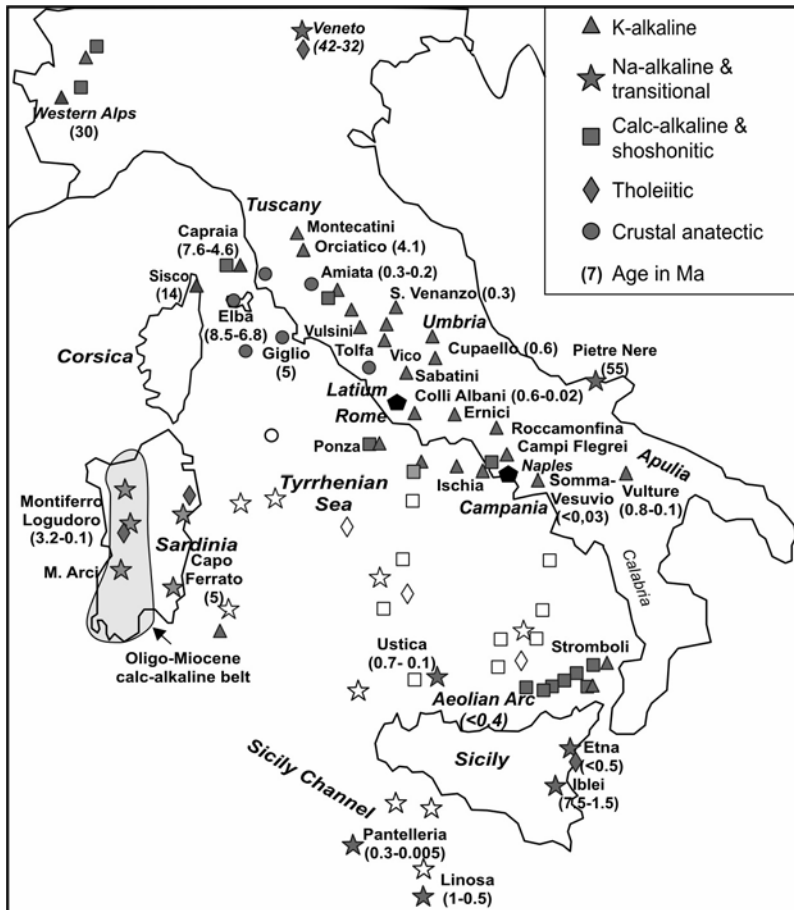 Veneto
(42-32)
Western Alps
(30)
K-alkaline
Na-alkaline &
transitional
Calc-alkaline &
shoshonitic
Tholeiitic
Crustal anatectic
(7) Age in Ma
Tuscany
Montecatini
Orciatico (4.1)
Capraia
(7.6-4.6)
Sisco
(14)
Amiata (0.3-0.2)
S. Venanzo (0.3)
Elba
(8.5-6.8)
Vulsini
Umbria
Corsica
Giglio
(5)
Tolfa
Vico
Cupaello (0.6)
Pietre Nere
(55)
Sabatini
Latium
Colli Albani (0.6-0.02)
Rome
Ernici
Roccamonfina
Ponza
Campi Flegrei
Apulia
Tyrrhenian
Sea
Ischia
Naples
Campania
Somma-
Vesuvio
(<0,03)
Vulture
(0.8-0.1)
Montiferro
Logudoro
(3.2-0.1)
Sardinia
M. Arci
Capo
Ferrato
(5)
Calabria
Oligo-Miocene
calc-alkaline belt
Ustica
(0.7- 0.1)
Stromboli
Aeolian Arc
(<0.4)
Sicily Channel
Sicily
Etna
(<0.5)
Iblei
(7.5-1.5)
Pantelleria
(0.3-0.005)
Linosa
(1-0.5)